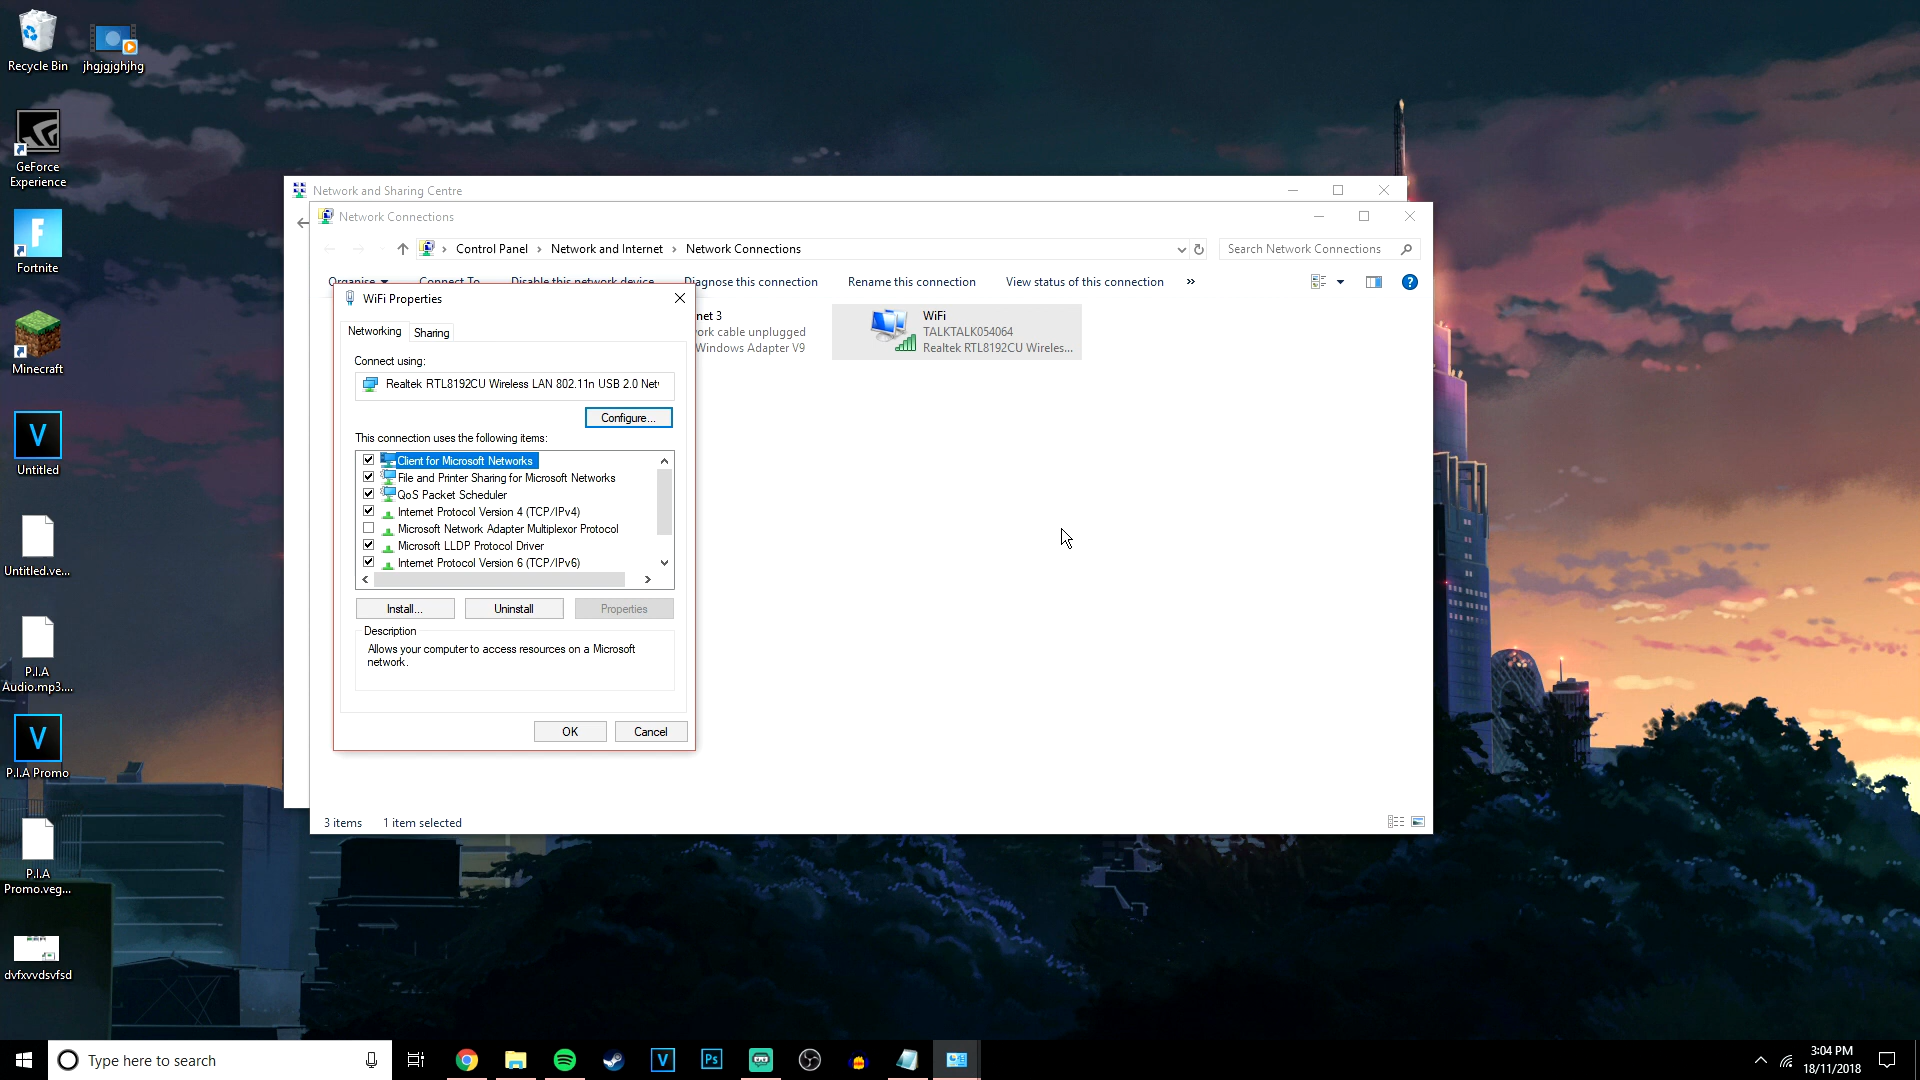 Recycle Bin
jhgjgjghjhg
GeForce
Experience
Fortnite
Minecraft
Untitled
Untitled.ve...
P.I.A
Audio.mp3....
P.I.A Promo
P.I.A
Promo.veg...
dvfxvvdsvfsd
Network and Sharing Centre
Network Connections
Control Panel > Network and Internet > Network Connections
Search Network Connections
Organise Connect To Disable this network device Diagnose this connection Rename this connection View status of this connection »
net 3
ork cable unplugged
Windows Adapter V9
WiFi
TALKTALK054064
Realtek RTL8192CU Wireles...
WiFi Properties
Networking
Sharing
Connect using:
Realtek RTL8192CU Wireless LAN 802.11n USB 2.0 Net
Configure...
This connection uses the following items:
Client for Microsoft Networks
File and Printer Sharing for Microsoft Networks
QoS Packet Scheduler
Internet Protocol Version 4 (TCP/IPv4)
Microsoft Network Adapter Multiplexor Protocol
Microsoft LLDP Protocol Driver
Internet Protocol Version 6 (TCP/IPv6)
Install...
Uninstall
Properties
Description
Allows your computer to access resources on a Microsoft
network.
OK
Cancel
3 items
1 item selected
Type here to search
3:04 PM
18/11/2018